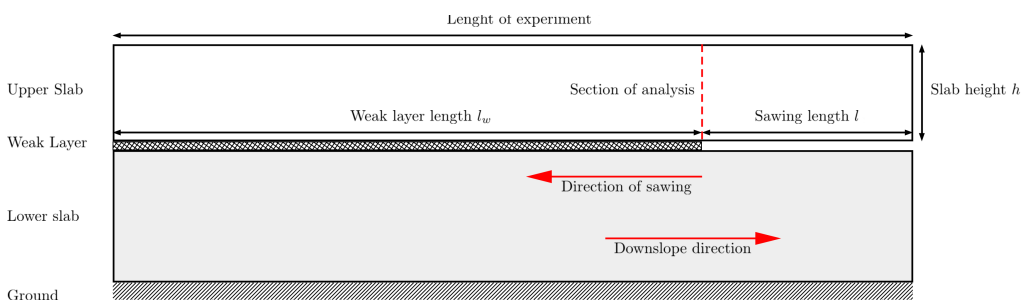 Lenght of experiment
Upper Slab
Section of analysis
Slab height h
Weak layer length l_w
Sawing length l
Weak Layer
Direction of sawing
Lower slab
Downslope direction
Ground